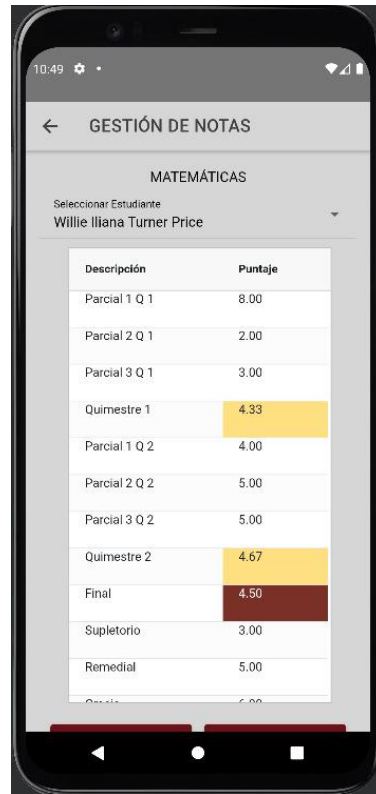 10:49
GESTIÓN DE NOTAS
MATEMÁTICAS
Seleccionar Estudiante
Willie Iliana Turner Price
Descripción Puntaje
Parcial 1 Q 1 8.00
Parcial 2 Q 1 2.00
Parcial 3 Q 1 3.00
Quimestre 1 4.33
Parcial 1 Q 2 4.00
Parcial 2 Q 2 5.00
Parcial 3 Q 2 5.00
Quimestre 2 4.67
Final 4.50
Supletorio 3.00
Remedial 5.00